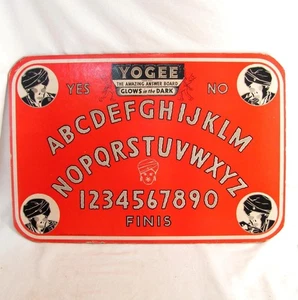 YOGEE
THE AMAZING ANSWER BOARD
GLOWS in the DARK
YES NO
ABCDEFGHIJKLM
NOPQRSTUVWXYZ
1234567890
FINIS